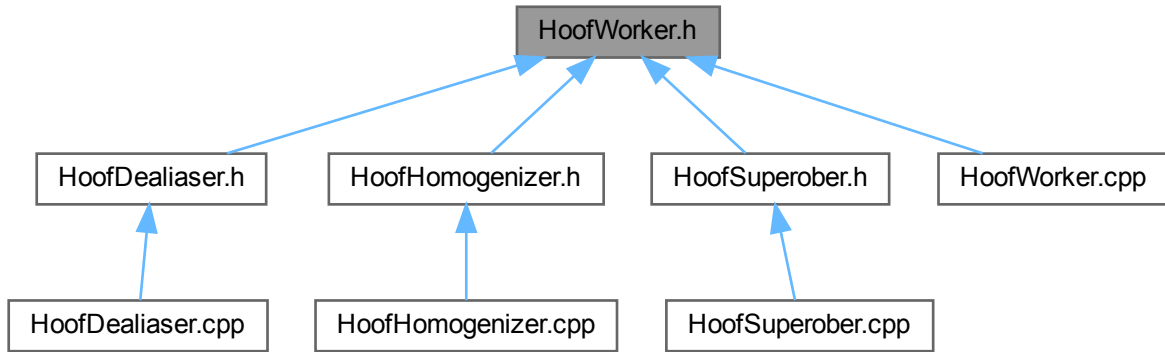 HoofWorker.h
HoofDealiaser.h
HoofHomogenizer.h
HoofSuperober.h
HoofWorker.cpp
HoofDealiaser.cpp
HoofHomogenizer.cpp
HoofSuperober.cpp